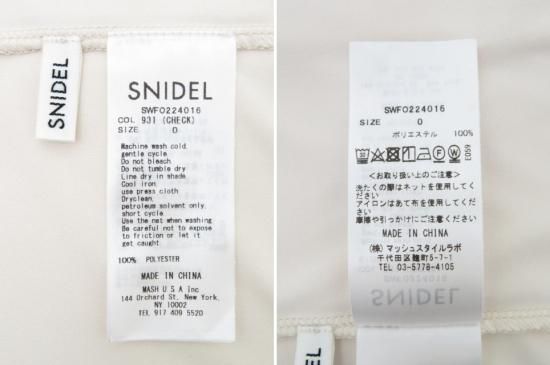 SNIDEL
SNIDEL
SWFO224016
COL 931 (CHECK)
SIZE 0
Machine wash cold.
gentle cycle
Do not bleach
Do not tumble dry
Line dry in shade
Cool iron
use press cloth
Dryclean,
petroleum solvent only,
short cycle
Use the net when washing
Be careful not to expose
to friction or let it
get caught.
100% POLYESTER
MADE IN CHINA
MASH U S A Inc
144 Orchard St, New York,
NY 10002
TEL 917 409 5520
SWFO224016
SIZE 0
ポリエステル 100%
<お取り扱い上のご注意>
洗たくの際はネットを使用してく
ださい
アイロンはあて布を使用してくだ
さい
摩擦や引っかけにご注意ください
MADE IN CHINA
(株)マッシュスタイルラボ
千代田区麹町5-7-1
TEL 03-5778-4105
SNIDEL
SNIDEL